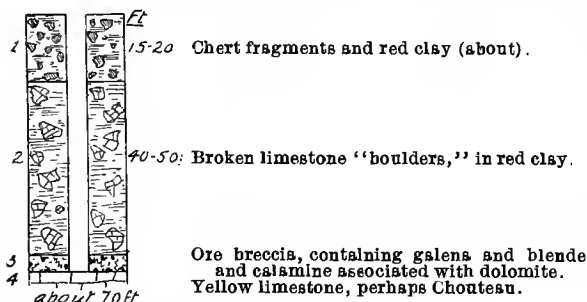 Ft
1 15-20 Chert fragments and red clay (about).
2 40-50: Broken limestone "boulders," in red clay.
3 Ore breccia, containing galena and blende
and calamine associated with dolomite.
4 Yellow limestone, perhaps Chouteau.
about 70 ft